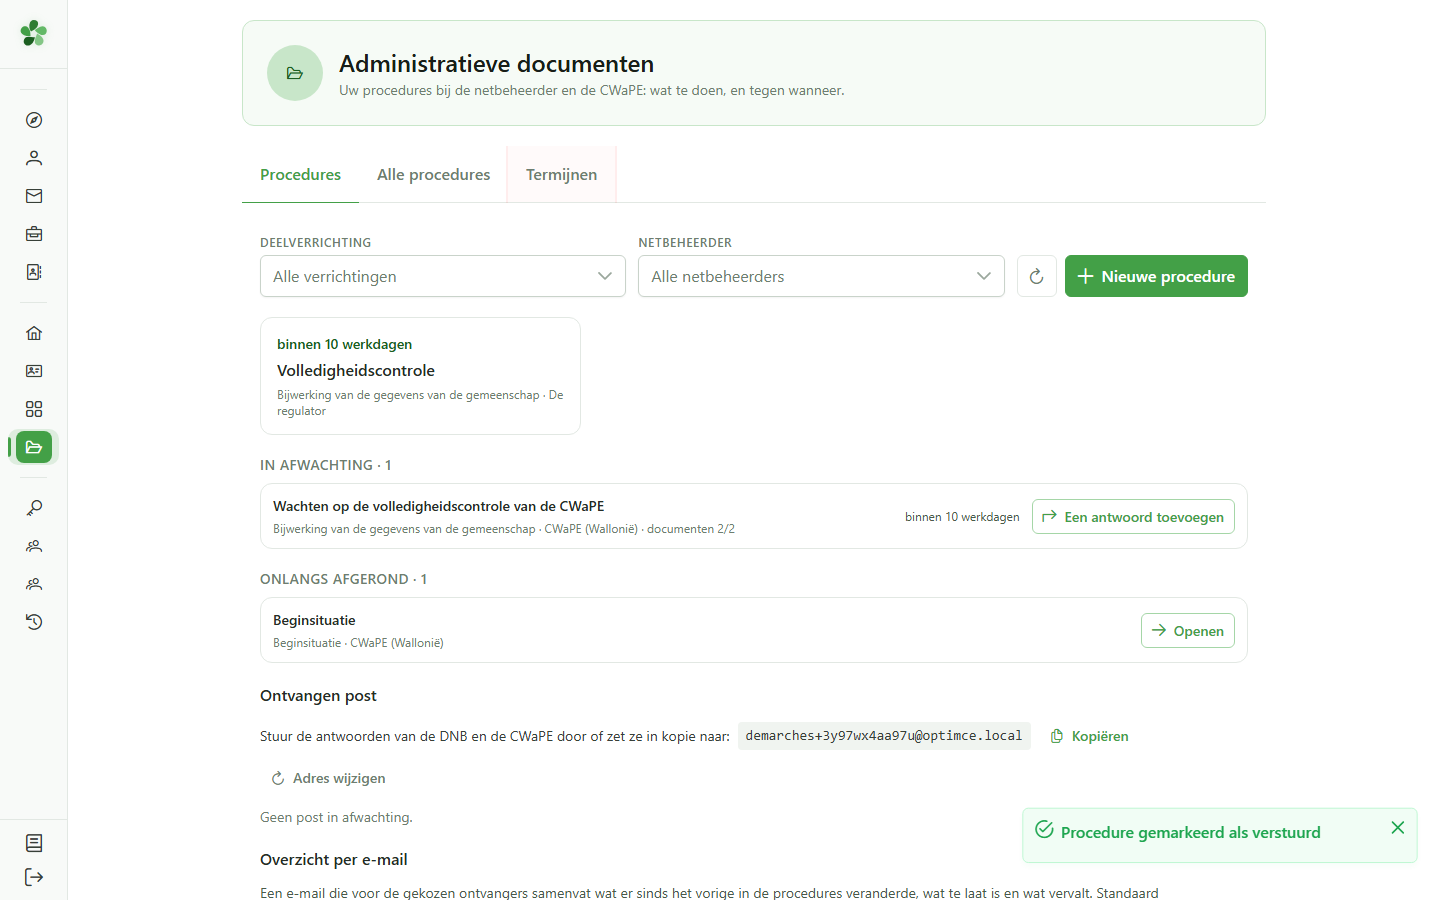 Administratieve documenten
Uw procedures bij de netbeheerder en de CWaPE: wat te doen, en tegen wanneer.
Procedures
Alle procedures
Termijnen
DEELVERRICHTING
NETBEHEERDER
Alle verrichtingen
Alle netbeheerders
Nieuwe procedure
binnen 10 werkdagen
Volledigheidscontrole
Bijwerking van de gegevens van de gemeenschap · De
regulator
IN AFWACHTING · 1
Wachten op de volledigheidscontrole van de CWaPE
Bijwerking van de gegevens van de gemeenschap · CWaPE (Wallonië) · documenten 2/2
binnen 10 werkdagen
Een antwoord toevoegen
ONLANGS AFGEROND · 1
Beginsituatie
Beginsituatie · CWaPE (Wallonië)
Openen
Ontvangen post
Stuur de antwoorden van de DNB en de CWaPE door of zet ze in kopie naar: demarches+3y97wx4aa97u@optimce.local Kopiëren
Adres wijzigen
Geen post in afwachting.
Procedure gemarkeerd als verstuurd
Overzicht per e-mail
Een e-mail die voor de gekozen ontvangers samenvat wat er sinds het vorige in de procedures veranderde, wat te laat is en wat vervalt. Standaard